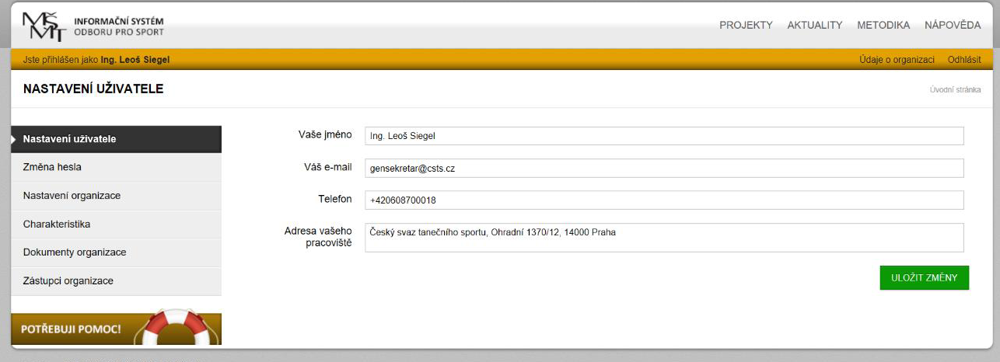 MŠMT
INFORMAČNÍ SYSTÉM
ODBORU PRO SPORT
PROJEKTY AKTUALITY METODIKA NÁPOVĚDA
Jste přihlášen jako Ing. Leoš Siegel
Údaje o organizaci Odhlásit
NASTAVENÍ UŽIVATELE
Úvodní stránka
Nastavení uživatele
Změna hesla
Nastavení organizace
Charakteristika
Dokumenty organizace
Zástupci organizace
POTŘEBUJI POMOC!
Vaše jméno Ing. Leoš Siegel
Váš e-mail gensekretar@csts.cz
Telefon +420608700018
Adresa vašeho
pracoviště
Český svaz tanečního sportu, Ohradní 1370/12, 14000 Praha
ULOŽIT ZMĚNY